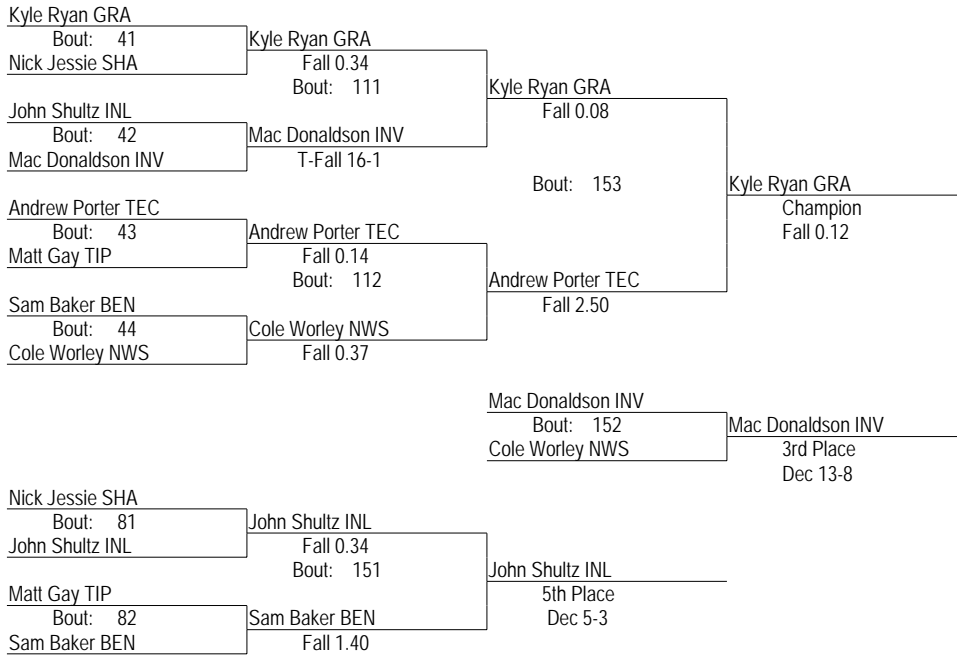 Kyle Ryan GRA
Bout: 41
Nick Jessie SHA
Kyle Ryan GRA
Fall 0.34
Bout: 111
John Shultz INL
Bout: 42
Mac Donaldson INV
Mac Donaldson INV
T-Fall 16-1
Kyle Ryan GRA
Fall 0.08
Bout: 153
Andrew Porter TEC
Bout: 43
Matt Gay TIP
Andrew Porter TEC
Fall 0.14
Bout: 112
Sam Baker BEN
Bout: 44
Cole Worley NWS
Cole Worley NWS
Fall 0.37
Andrew Porter TEC
Fall 2.50
Kyle Ryan GRA
Champion
Fall 0.12
Mac Donaldson INV
Bout: 152
Cole Worley NWS
Mac Donaldson INV
3rd Place
Dec 13-8
Nick Jessie SHA
Bout: 81
John Shultz INL
John Shultz INL
Fall 0.34
Bout: 151
Matt Gay TIP
Bout: 82
Sam Baker BEN
Sam Baker BEN
Fall 1.40
John Shultz INL
5th Place
Dec 5-3